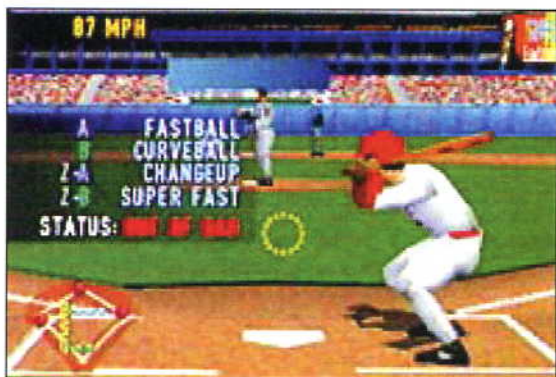 87 MPH
A FASTBALL
B CURVEBALL
Z-A CHANGEUP
Z-B SUPER FAST
STATUS: